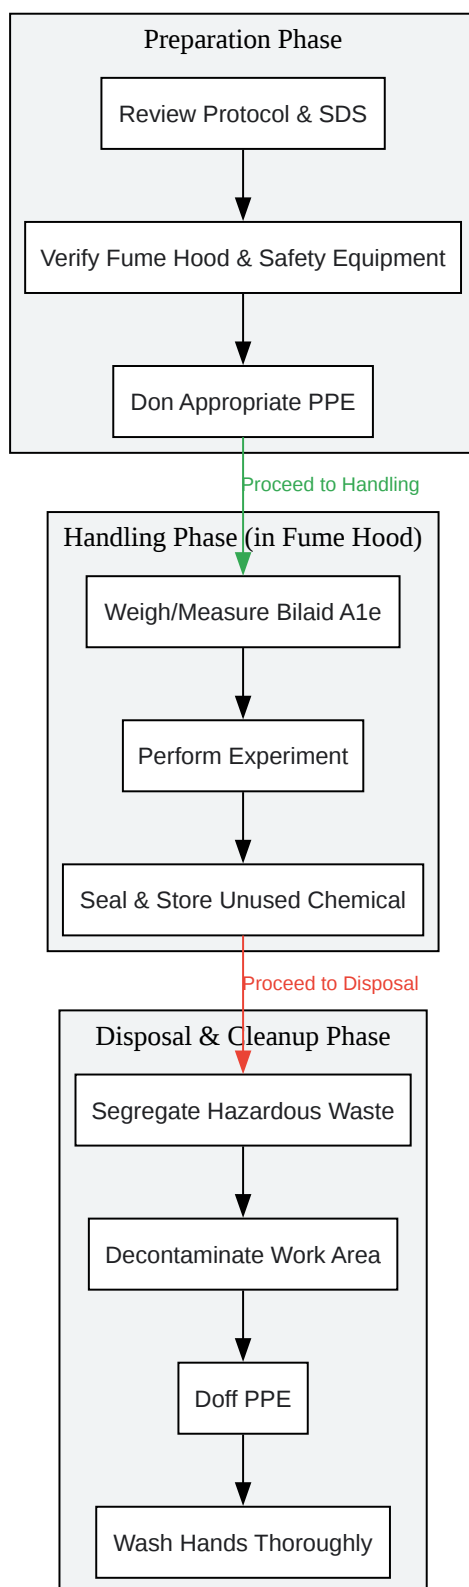 Preparation Phase
Review Protocol & SDS
Verify Fume Hood & Safety Equipment
Don Appropriate PPE
Proceed to Handling
Handling Phase (in Fume Hood)
Weigh/Measure Bilaid A1e
Perform Experiment
Seal & Store Unused Chemical
Proceed to Disposal
Disposal & Cleanup Phase
Segregate Hazardous Waste
Decontaminate Work Area
Doff PPE
Wash Hands Thoroughly